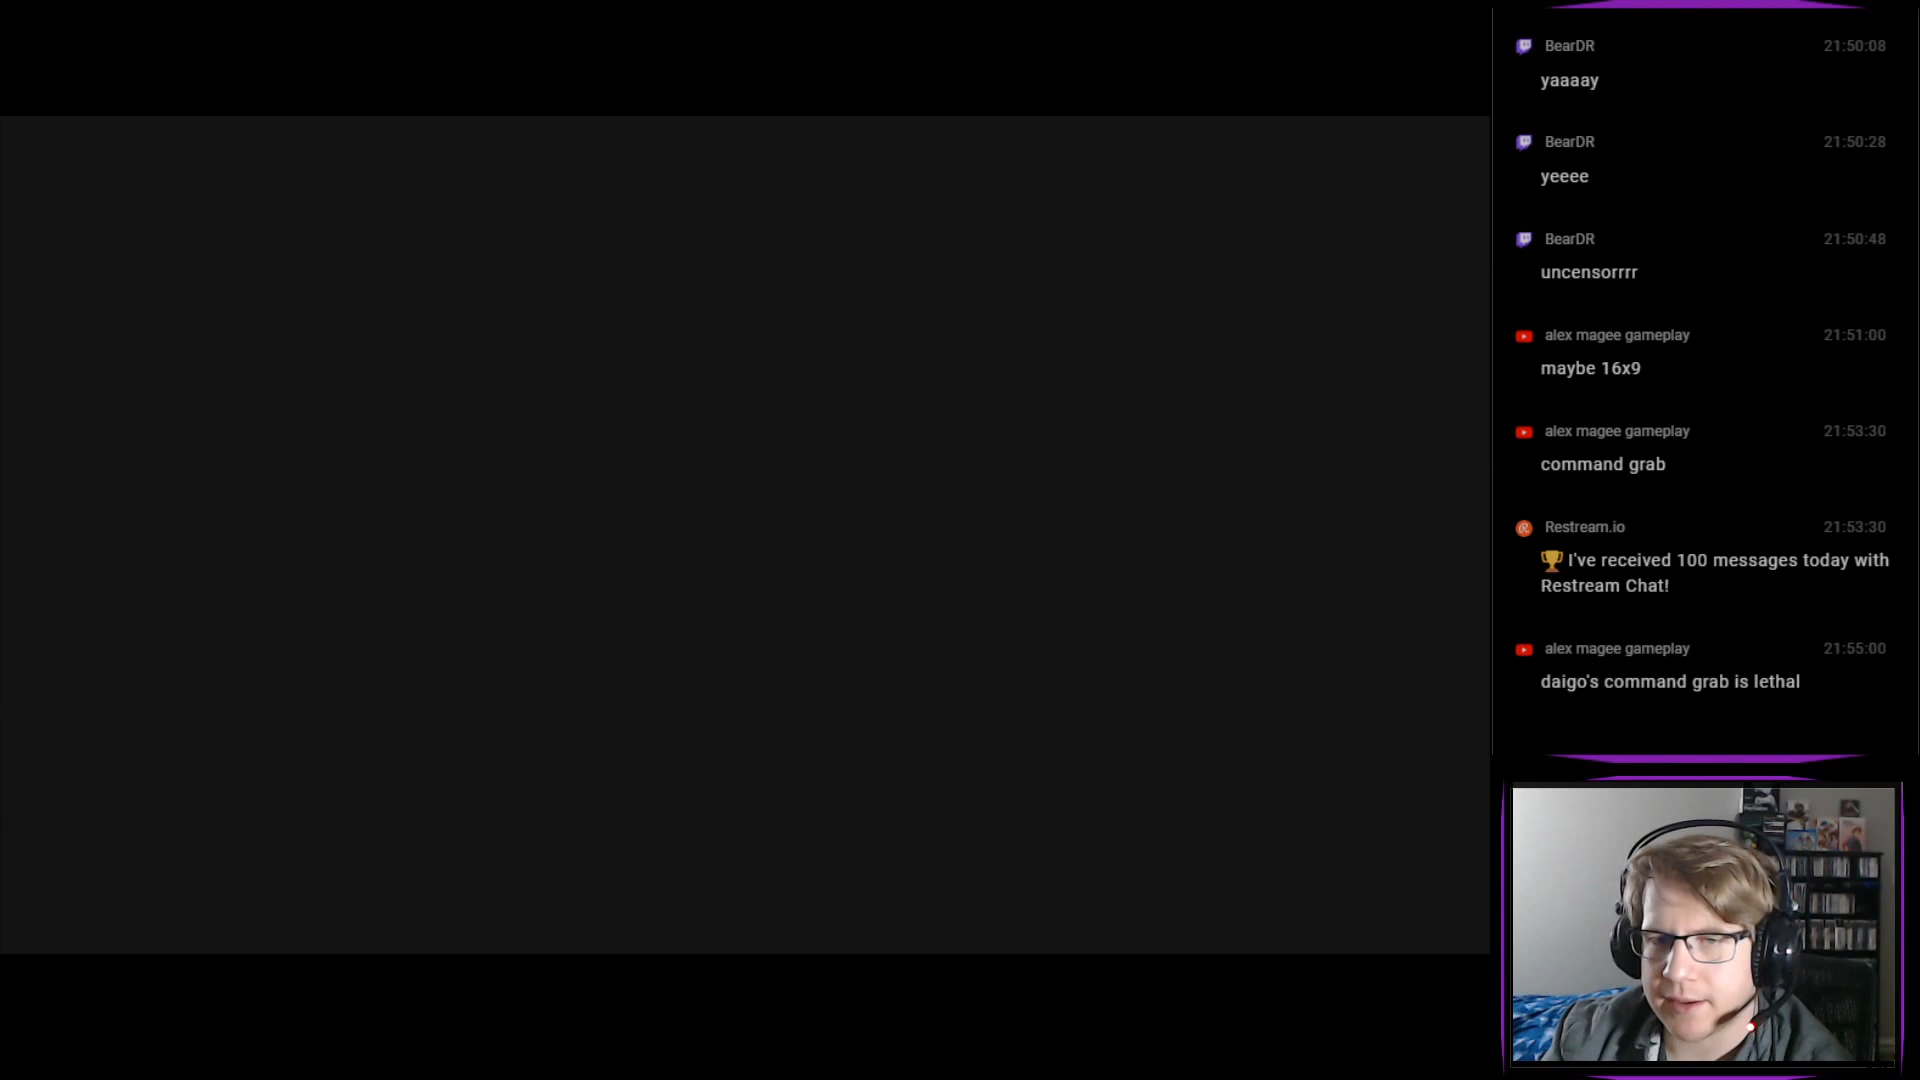 BearDR 21:50:08
yaaaay
BearDR 21:50:28
yeeee
BearDR 21:50:48
uncensorrrr
alex magee gameplay 21:51:00
maybe 16x9
alex magee gameplay 21:53:30
command grab
Restream.io 21:53:30
🏆 I've received 100 messages today with
Restream Chat!
alex magee gameplay 21:55:00
daigo's command grab is lethal